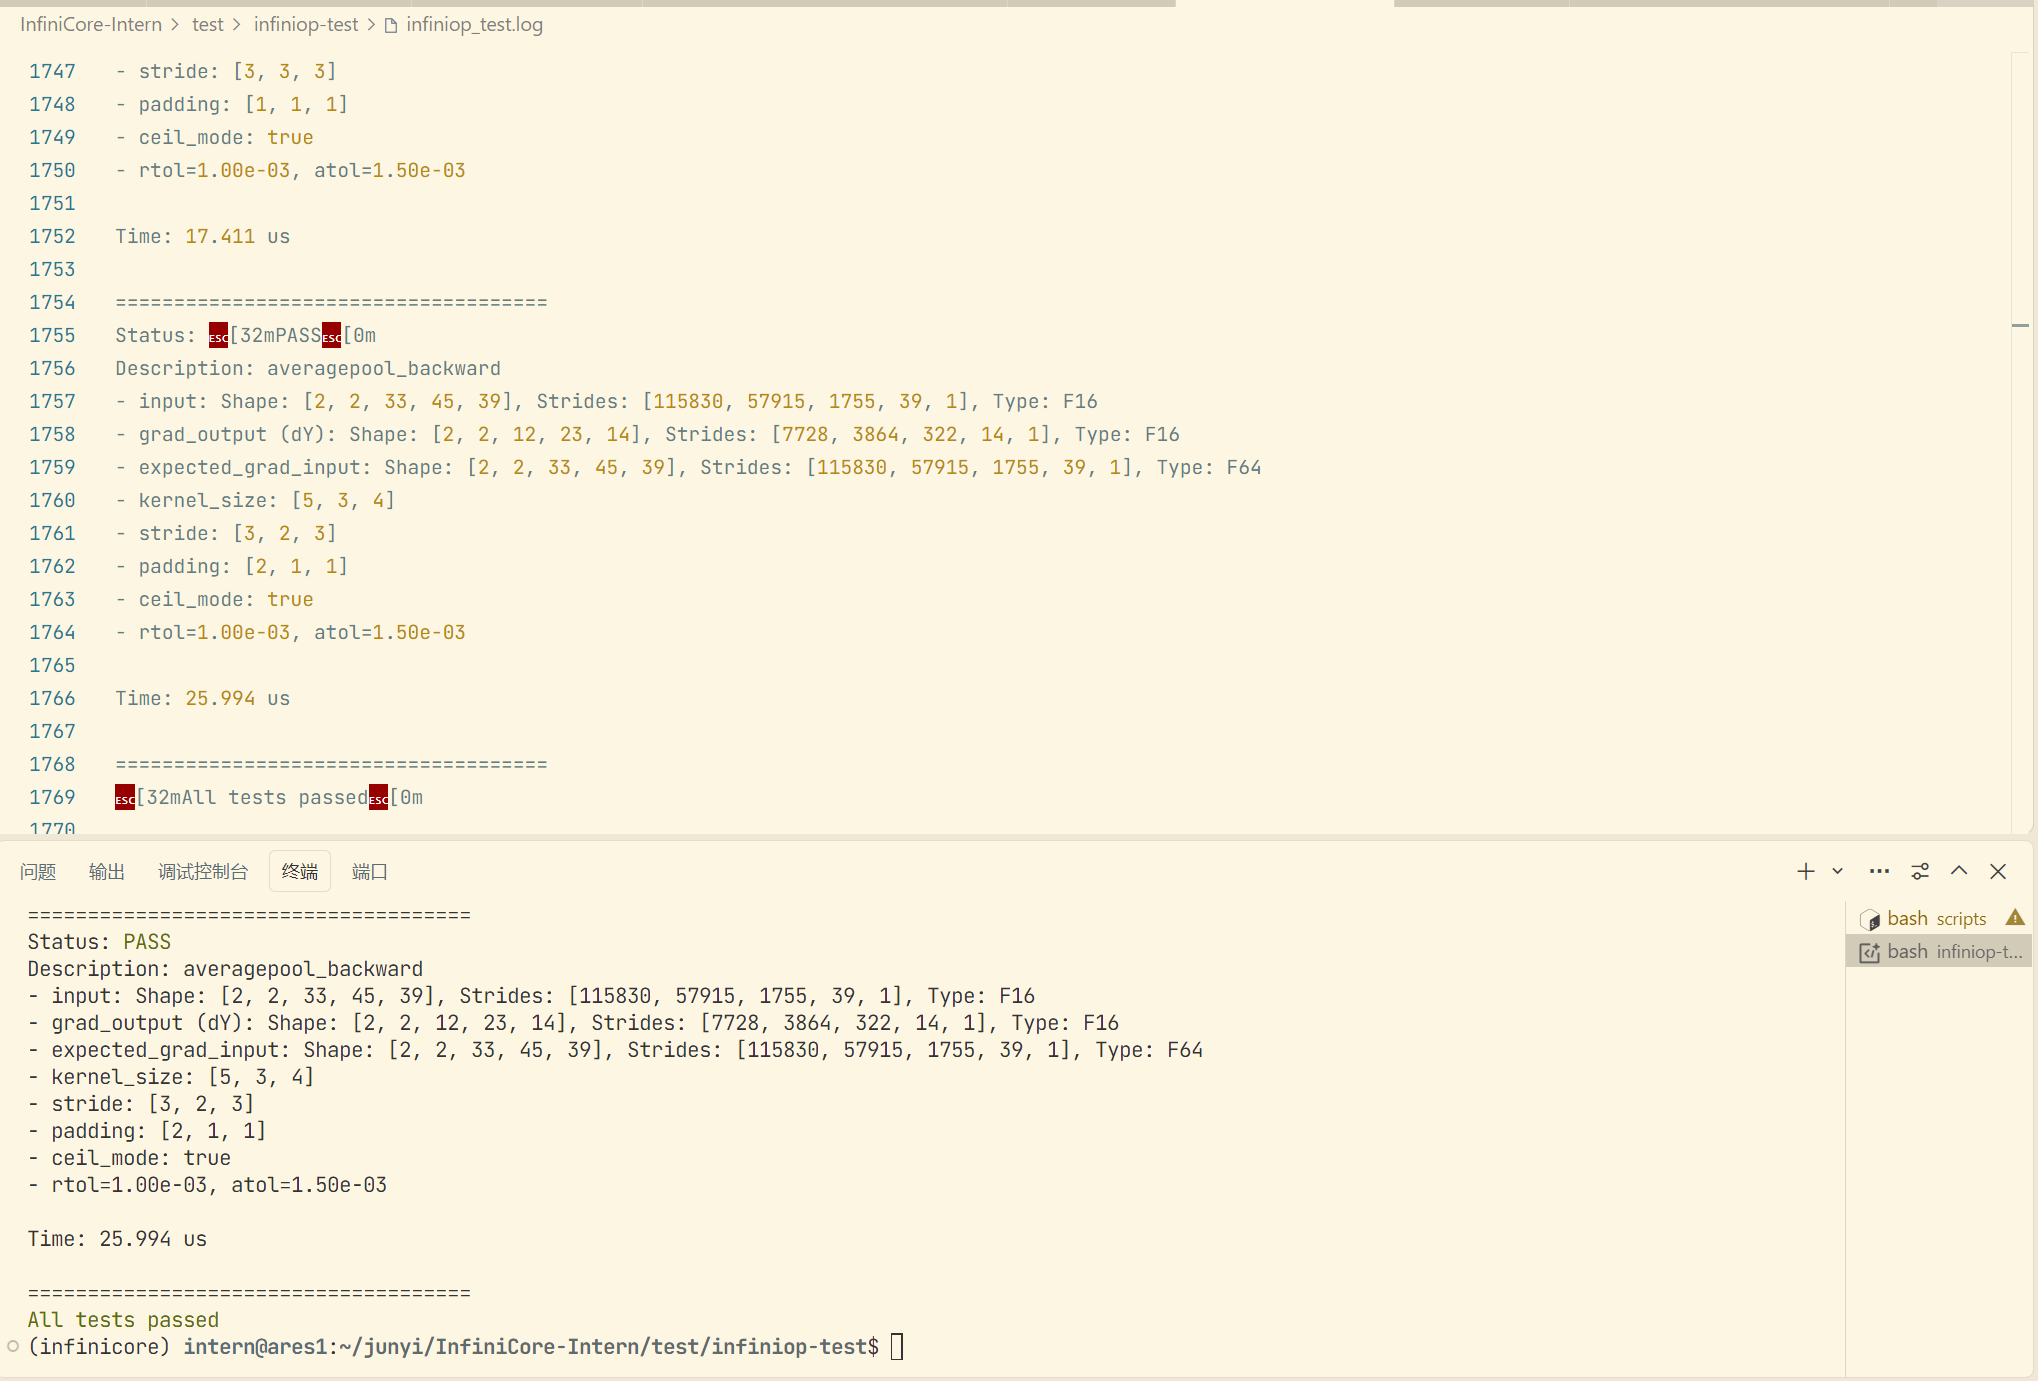 InfiniCore-Intern > test > infiniop-test > infiniop_test.log
1747 - stride: [3, 3, 3]
1748 - padding: [1, 1, 1]
1749 - ceil_mode: true
1750 - rtol=1.00e-03, atol=1.50e-03
1751
1752 Time: 17.411 us
1753
1754 =====================================
1755 Status: ESC[32mPASSESC[0m
1756 Description: averagepool_backward
1757 - input: Shape: [2, 2, 33, 45, 39], Strides: [115830, 57915, 1755, 39, 1], Type: F16
1758 - grad_output (dY): Shape: [2, 2, 12, 23, 14], Strides: [7728, 3864, 322, 14, 1], Type: F16
1759 - expected_grad_input: Shape: [2, 2, 33, 45, 39], Strides: [115830, 57915, 1755, 39, 1], Type: F64
1760 - kernel_size: [5, 3, 4]
1761 - stride: [3, 2, 3]
1762 - padding: [2, 1, 1]
1763 - ceil_mode: true
1764 - rtol=1.00e-03, atol=1.50e-03
1765
1766 Time: 25.994 us
1767
1768 =====================================
1769 ESC[32mAll tests passedESC[0m
1770
问题 输出 调试控制台 终端 端口
=====================================
Status: PASS
Description: averagepool_backward
- input: Shape: [2, 2, 33, 45, 39], Strides: [115830, 57915, 1755, 39, 1], Type: F16
- grad_output (dY): Shape: [2, 2, 12, 23, 14], Strides: [7728, 3864, 322, 14, 1], Type: F16
- expected_grad_input: Shape: [2, 2, 33, 45, 39], Strides: [115830, 57915, 1755, 39, 1], Type: F64
- kernel_size: [5, 3, 4]
- stride: [3, 2, 3]
- padding: [2, 1, 1]
- ceil_mode: true
- rtol=1.00e-03, atol=1.50e-03
Time: 25.994 us
=====================================
All tests passed
(infinicore) intern@ares1:~/junyi/InfiniCore-Intern/test/infiniop-test$
bash scripts
bash infiniop-t...